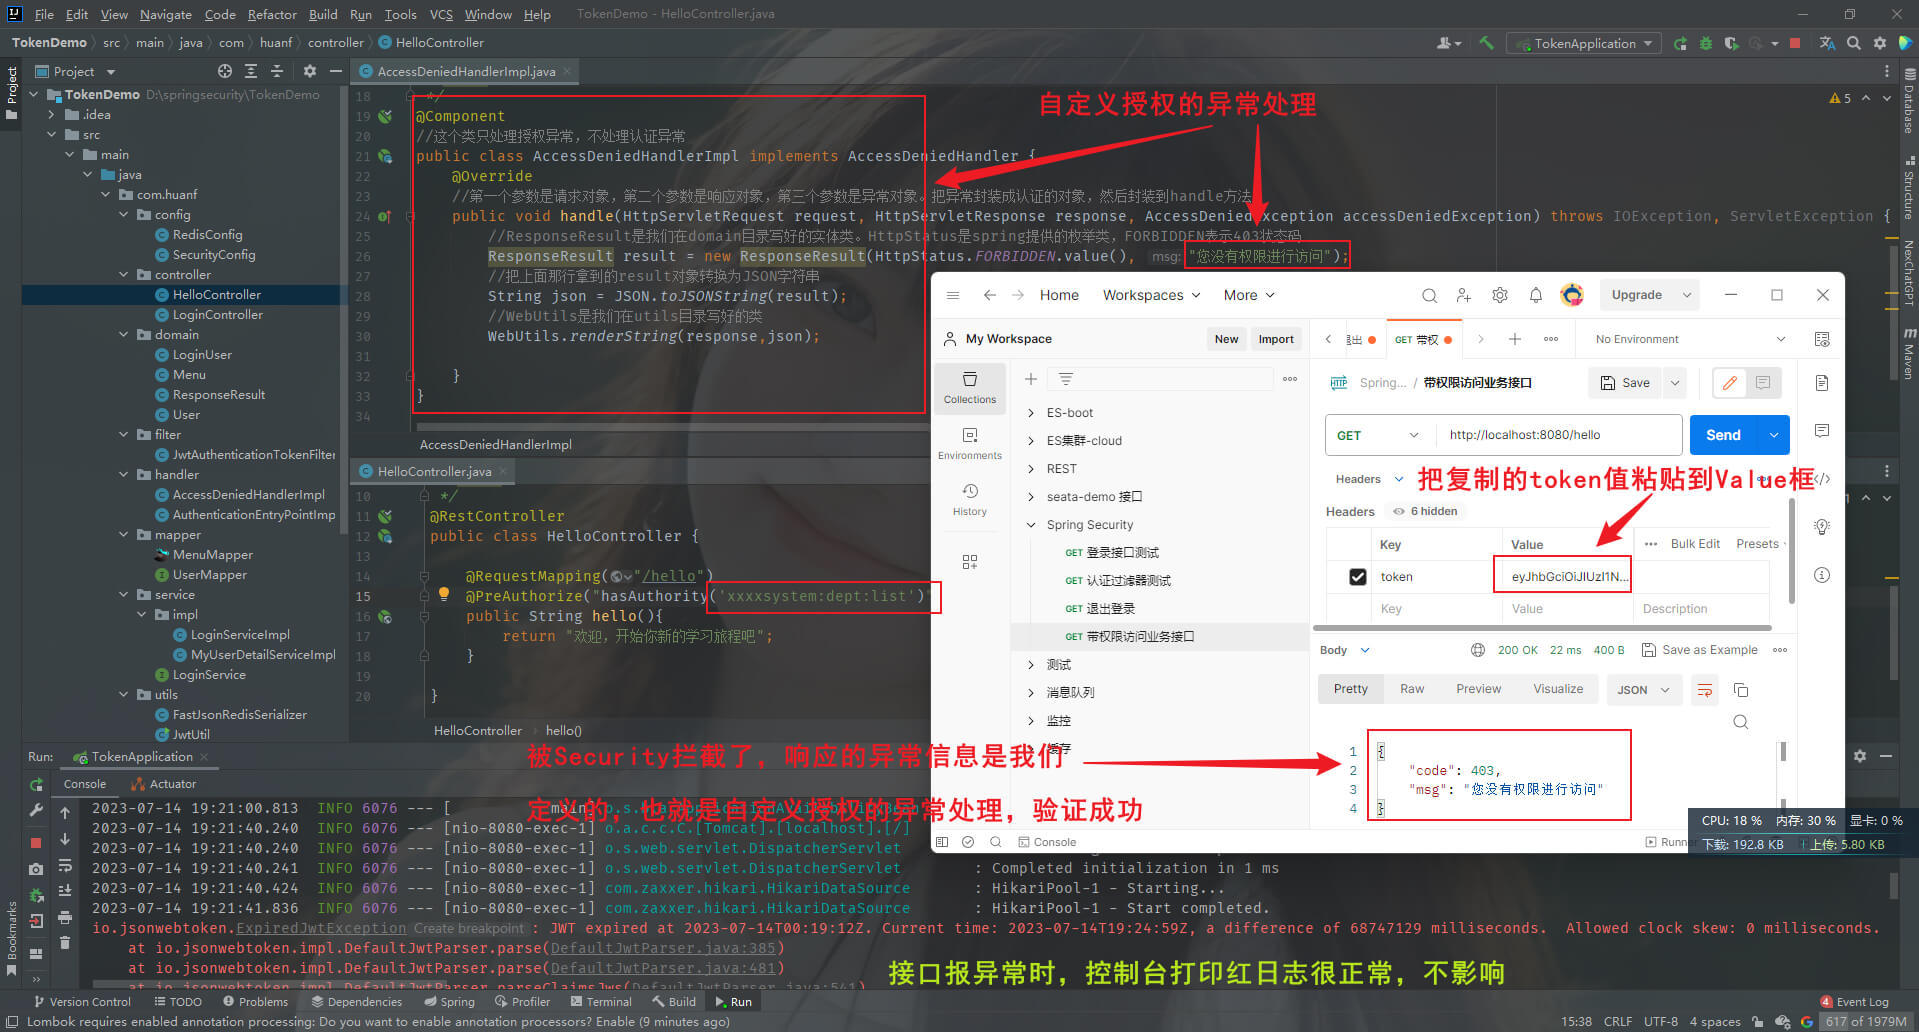 File Edit View Navigate Code Refactor Build Run Tools VCS Window Help TokenDemo - HelloController.java
TokenDemo src main java com huanf controller HelloController TokenApplication
Project
AccessDeniedHandlerImpl.java
TokenDemo D:\springsecurity\TokenDemo
.idea
src
main
java
com.huanf
config
RedisConfig
SecurityConfig
controller
HelloController
LoginController
domain
LoginUser
Menu
ResponseResult
User
filter
JwtAuthenticationTokenFilter
handler
AccessDeniedHandlerImpl
AuthenticationEntryPointImp
mapper
MenuMapper
UserMapper
service
impl
LoginServiceImpl
MyUserDetailServiceImpl
LoginService
utils
FastJsonRedisSerializer
JwtUtil
Project
Bookmarks
Database
Structure
NexChatGPT
Maven
5
自定义授权的异常处理
18 */
19 @Component
20 //这个类只处理授权异常，不处理认证异常
21 public class AccessDeniedHandlerImpl implements AccessDeniedHandler {
22 @Override
23 //第一个参数是请求对象，第二个参数是响应对象，第三个参数是异常对象。把异常封装成认证的对象，然后封装到handle方法
24 public void handle(HttpServletRequest request, HttpServletResponse response, AccessDeniedException accessDeniedException) throws IOException, ServletException {
25 //ResponseResult是我们在domain目录写好的实体类。HttpStatus是spring提供的枚举类，FORBIDDEN表示403状态码
26 ResponseResult result = new ResponseResult(HttpStatus.FORBIDDEN.value(), msg: "您没有权限进行访问");
27 //把上面那行拿到的result对象转换为JSON字符串
28 String json = JSON.toJSONString(result);
29 //WebUtils是我们在utils目录写好的类
30 WebUtils.renderString(response,json);
31
32 }
33 }
34
AccessDeniedHandlerImpl
HelloController.java
10 */
11 @RestController
12 public class HelloController {
13
14 @RequestMapping("/hello")
15 @PreAuthorize("hasAuthority('xxxxsystem:dept:list')"
16 public String hello(){
17 return "欢迎，开始你新的学习旅程吧";
18 }
19
20 }
HelloController hello()
Home Workspaces More Upgrade
My Workspace New Import
出 GET 带权 No Environment
Collections
Environments
History
ES-boot
ES集群-cloud
REST
seata-demo 接口
Spring Security
GET 登录接口测试
GET 认证过滤器测试
GET 退出登录
GET 带权限访问业务接口
测试
消息队列
监控
缓存
HTTP Spring... / 带权限访问业务接口 Save
GET http://localhost:8080/hello Send
Headers
把复制的token值粘贴到Value框
Headers 6 hidden
Key Value Bulk Edit Presets
token eyJhbGciOiJIUzI1N...
Key Value Description
Body 200 OK 22 ms 400 B Save as Example
Pretty Raw Preview Visualize JSON
1 {
2 "code": 403,
3 "msg": "您没有权限进行访问"
4 }
Console Runner
CPU: 18 % 内存: 30 % 显卡: 0 %
下载: 192.8 KB 上传: 5.80 KB
被Security拦截了，响应的异常信息是我们
定义的，也就是自定义授权的异常处理，验证成功
Run: TokenApplication
Console Actuator
2023-07-14 19:21:00.813 INFO 6076 --- [ main]
2023-07-14 19:21:40.240 INFO 6076 --- [nio-8080-exec-1] o.a.c.c.C.[Tomcat].[localhost].[/]
2023-07-14 19:21:40.240 INFO 6076 --- [nio-8080-exec-1] o.s.web.servlet.DispatcherServlet
2023-07-14 19:21:40.241 INFO 6076 --- [nio-8080-exec-1] o.s.web.servlet.DispatcherServlet : Completed initialization in 1 ms
2023-07-14 19:21:40.424 INFO 6076 --- [nio-8080-exec-1] com.zaxxer.hikari.HikariDataSource : HikariPool-1 - Starting...
2023-07-14 19:21:41.836 INFO 6076 --- [nio-8080-exec-1] com.zaxxer.hikari.HikariDataSource : HikariPool-1 - Start completed.
io.jsonwebtoken.ExpiredJwtException Create breakpoint : JWT expired at 2023-07-14T00:19:12Z. Current time: 2023-07-14T19:24:59Z, a difference of 68747129 milliseconds. Allowed clock skew: 0 milliseconds.
at io.jsonwebtoken.impl.DefaultJwtParser.parse(DefaultJwtParser.java:385)
at io.jsonwebtoken.impl.DefaultJwtParser.parse(DefaultJwtParser.java:481)
at io.jsonwebtoken.impl.DefaultJwtParser.parseClaimsJws(DefaultJwtParser.java:541)
接口报异常时，控制台打印红日志很正常，不影响
Version Control TODO Problems Dependencies Spring Profiler Terminal Build Run 4 Event Log
Lombok requires enabled annotation processing: Do you want to enable annotation processors? Enable (9 minutes ago) 15:38 CRLF UTF-8 4 spaces 617 of 1979M